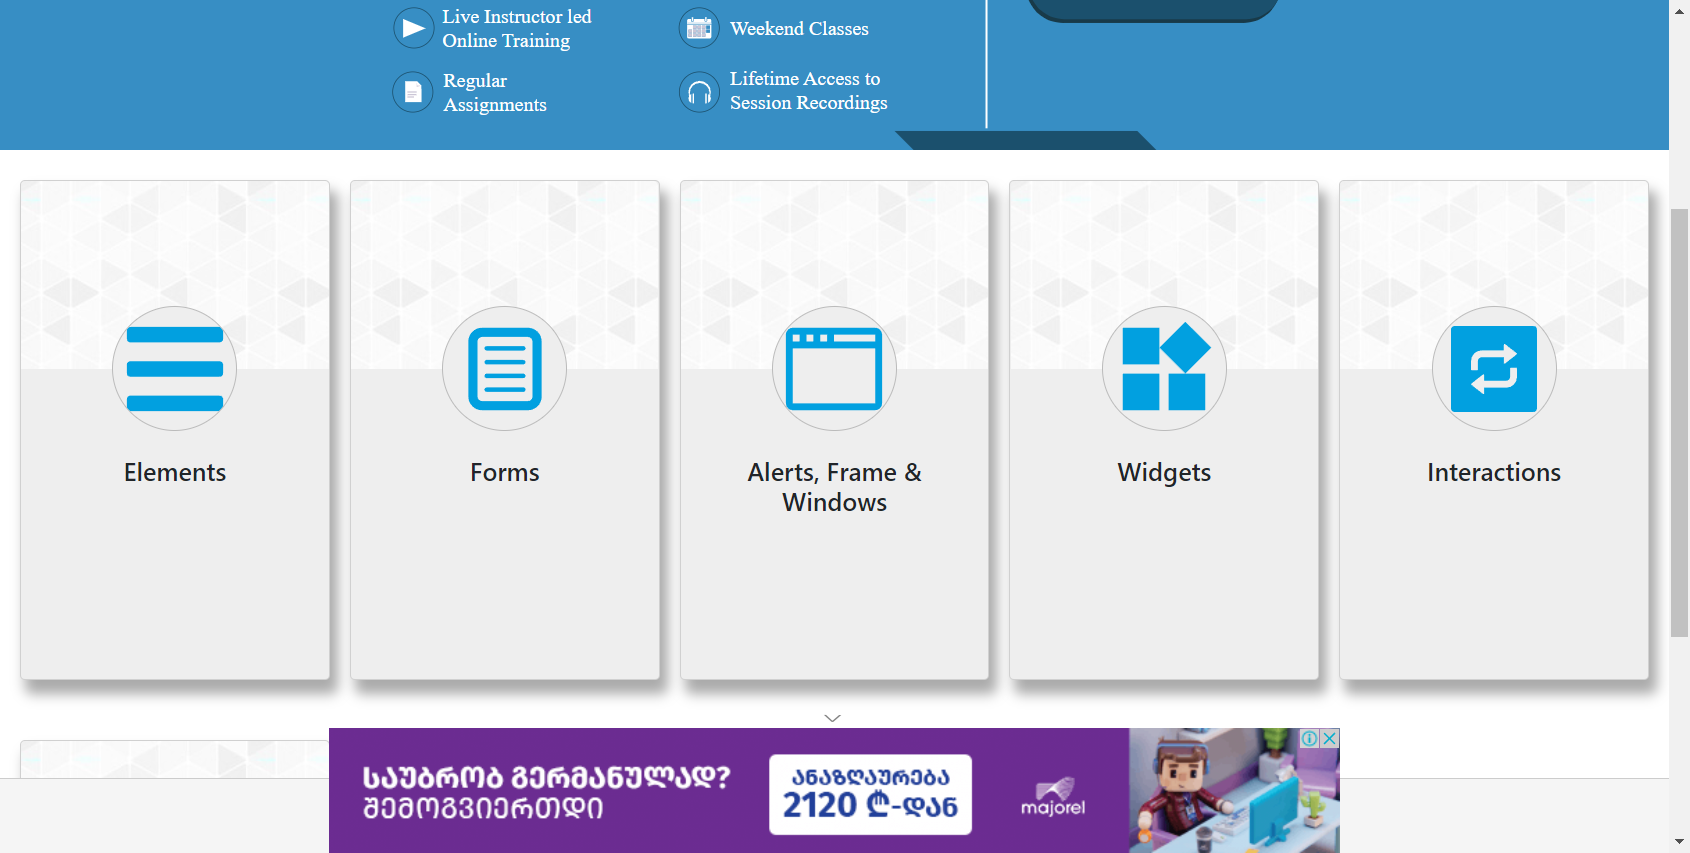 Live Instructor led
Online Training
Weekend Classes
Regular
Assignments
Lifetime Access to
Session Recordings
Elements
Forms
Alerts, Frame &
Windows
Widgets
Interactions
საუბრობ გერმანულად?
შემოგვიერთდი
ანაზღაურება
2120 ₾-დან
majorel